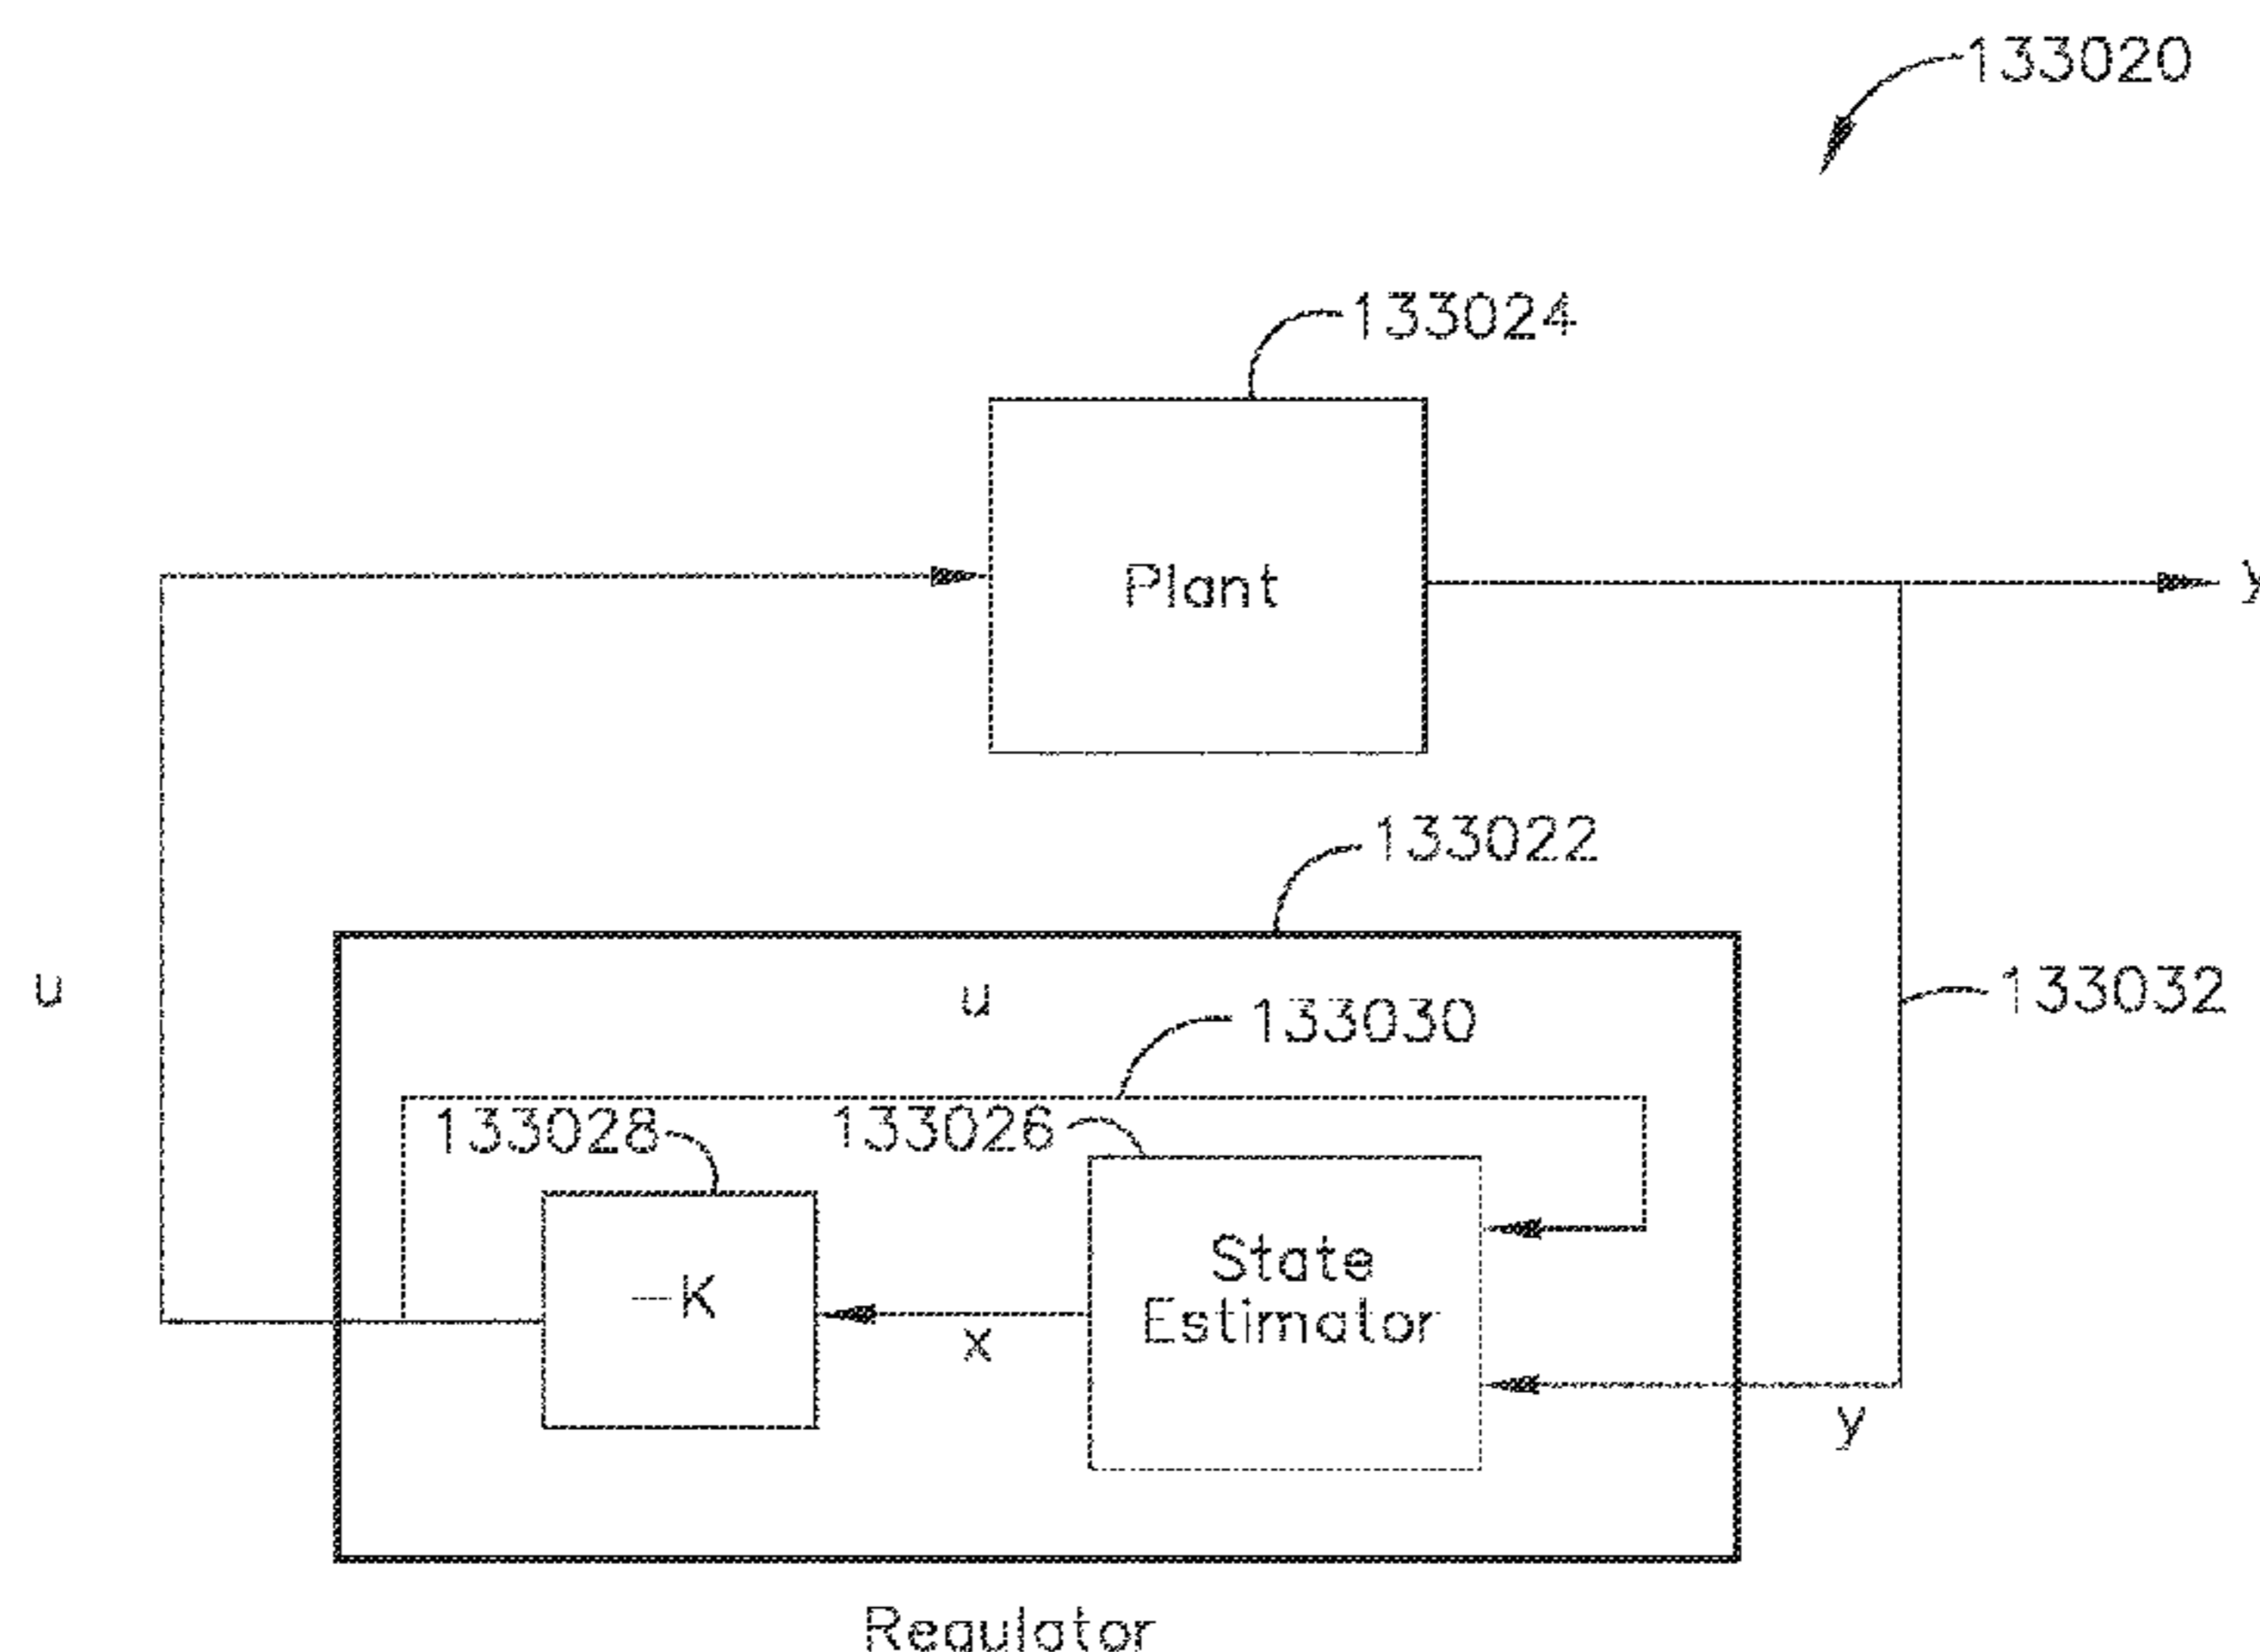 133020
133024
Plant
y
133022
u
u
133030
133032
133028
133026
State
Estimator
-K
x
y
Regulator